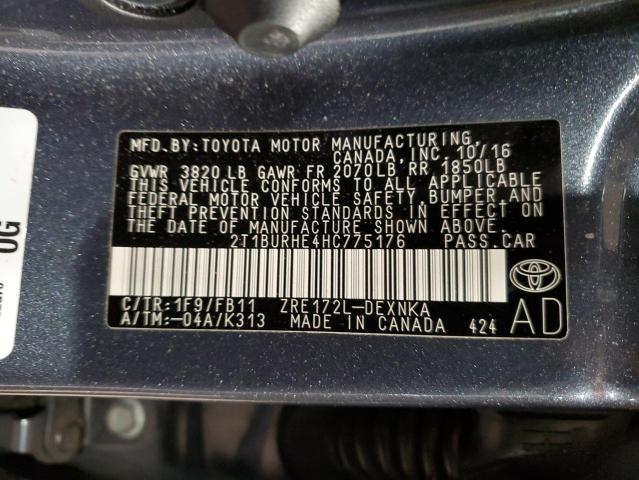 MFD. BY: TOYOTA MOTOR MANUFACTURING,
CANADA, INC. 10/16
GVWR 3820 LB GAWR FR 2070LB, RR 1850LB
THIS VEHICLE CONFORMS TO ALL APPLICABLE
FEDERAL MOTOR VEHICLE SAFETY, BUMPER, AND
THEFT PREVENTION STANDARDS IN EFFECT ON
THE DATE OF MANUFACTURE SHOWN ABOVE.
2T1BURHE4HC775176 PASS. CAR
C/TR: 1F9/FB11 ZRE172L-DEXNKA
A/TM: -04A/K313 MADE IN CANADA 424
AD
OG